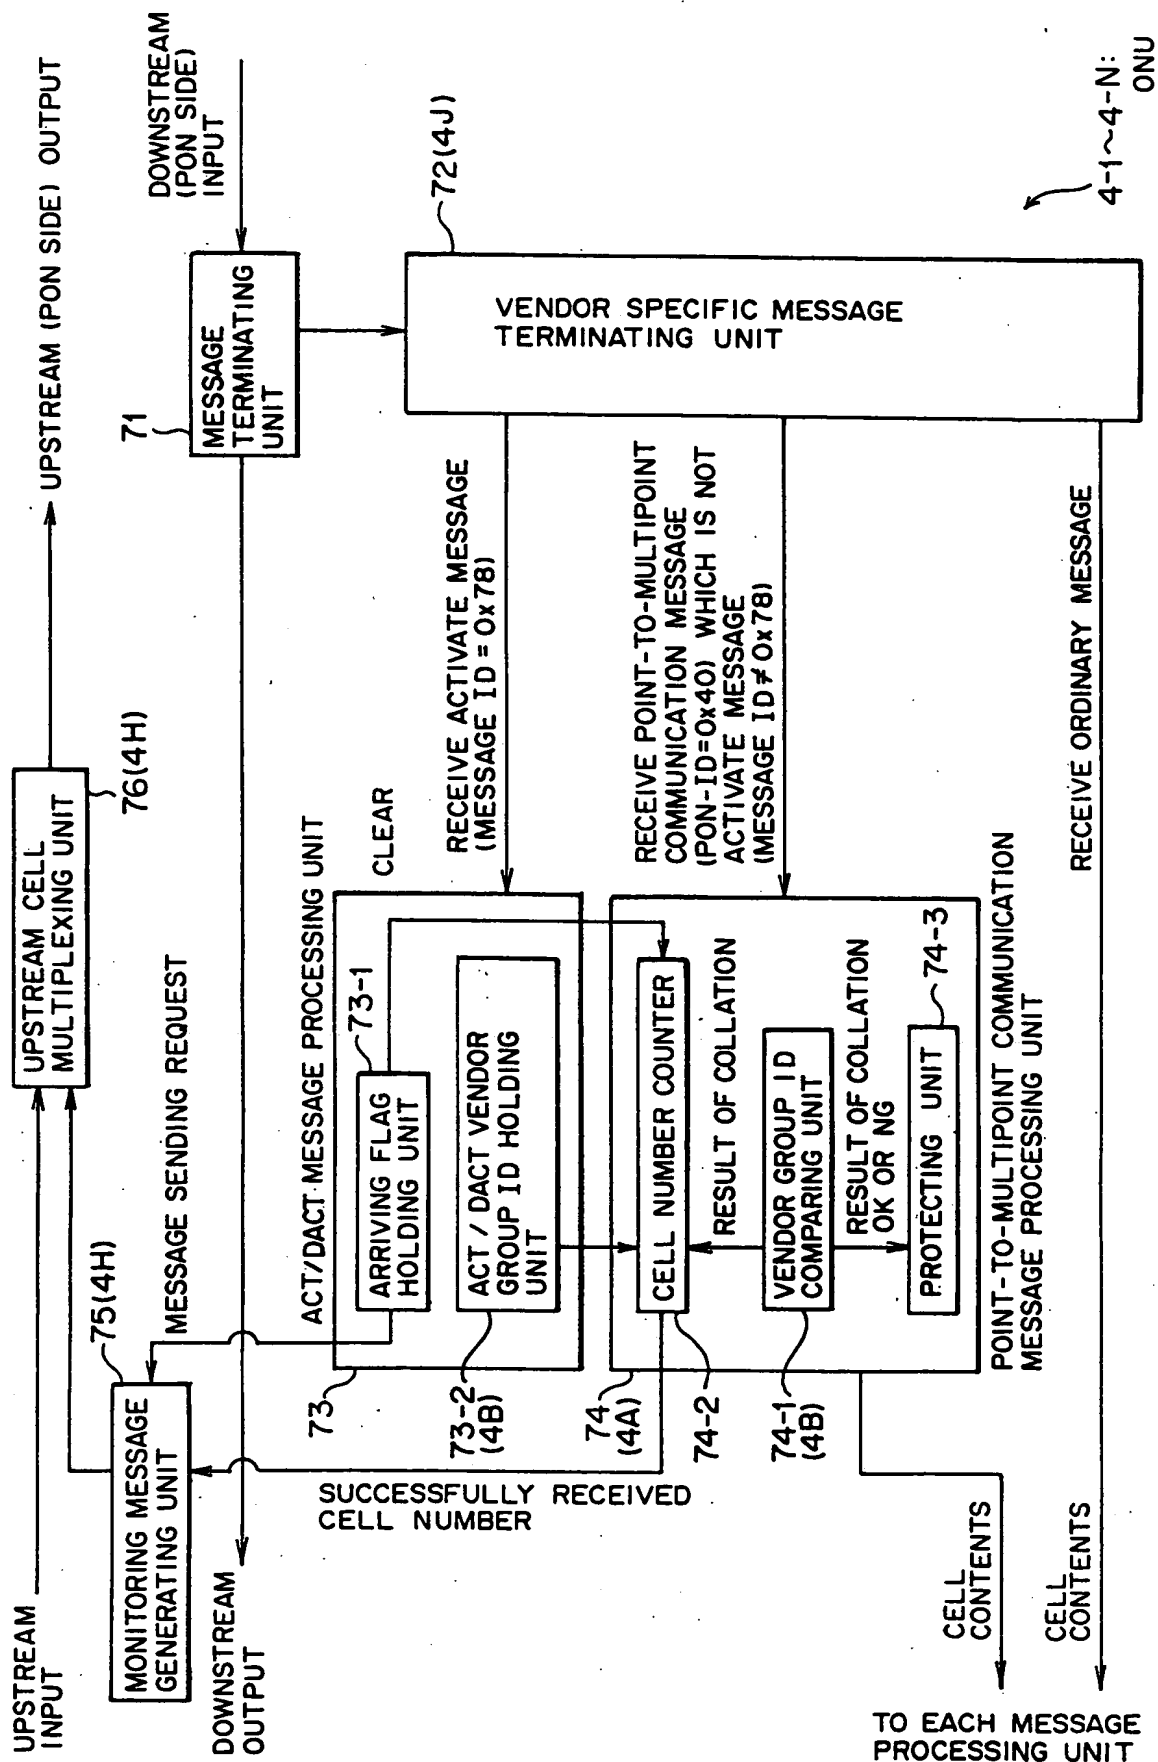 UPSTREAM
INPUT
UPSTREAM CELL
MULTIPLEXING UNIT
76(4H)
UPSTREAM (PON SIDE) OUTPUT
MONITORING MESSAGE
GENERATING UNIT
75(4H)
MESSAGE SENDING REQUEST
DOWNSTREAM
OUTPUT
71
MESSAGE
TERMINATING
UNIT
DOWNSTREAM
(PON SIDE)
INPUT
SUCCESSFULLY RECEIVED
CELL NUMBER
73
ACT/DACT MESSAGE PROCESSING UNIT
ARRIVING FLAG
HOLDING UNIT
73-1
CLEAR
ACT / DACT VENDOR
GROUP ID HOLDING
UNIT
73-2
(4B)
RECEIVE ACTIVATE MESSAGE
(MESSAGE ID = 0x78)
72(4J)
VENDOR SPECIFIC MESSAGE
TERMINATING UNIT
74
(4A)
CELL NUMBER COUNTER
74-2
RESULT OF COLLATION
VENDOR GROUP ID
COMPARING UNIT
74-1
(4B)
RESULT OF COLLATION
OK OR NG
PROTECTING UNIT
74-3
POINT-TO-MULTIPOINT COMMUNICATION
MESSAGE PROCESSING UNIT
RECEIVE POINT-TO-MULTIPOINT
COMMUNICATION MESSAGE
(PON-ID=0x40) WHICH IS NOT
ACTIVATE MESSAGE
(MESSAGE ID≠0x78)
RECEIVE ORDINARY MESSAGE
CELL
CONTENTS
CELL
CONTENTS
TO EACH MESSAGE
PROCESSING UNIT
4-1~4-N:
ONU